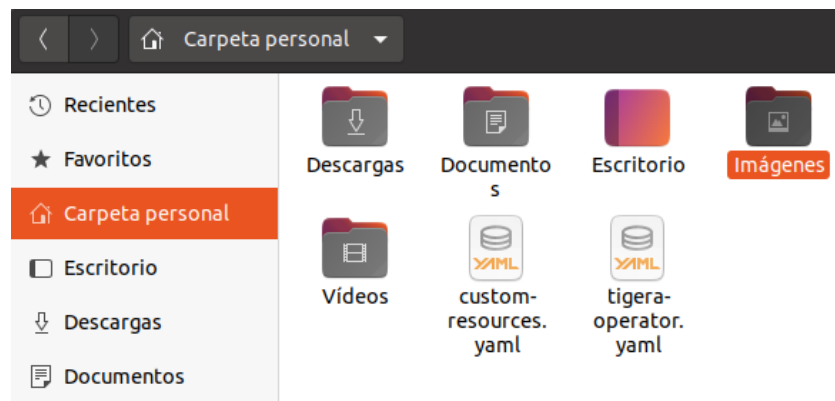 Carpeta personal
Recientes
Favoritos
Carpeta personal
Escritorio
Descargas
Documentos
Descargas
Documento
s
Escritorio
Imágenes
Vídeos
YAML
custom-
resources.
yaml
YAML
tigera-
operator.
yaml